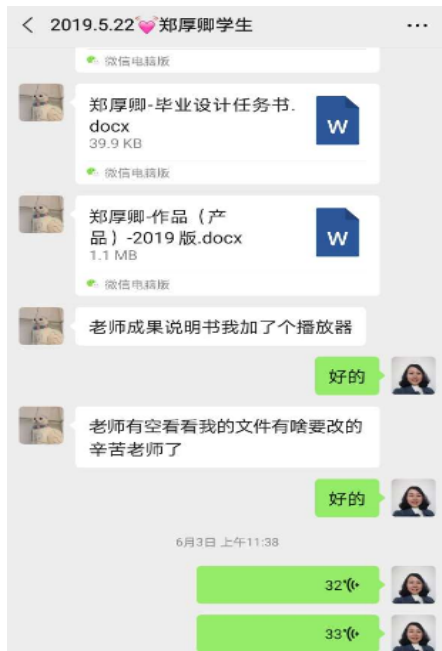 2019.5.22💓郑厚卿学生
微信电脑版
郑厚卿-毕业设计任务书.
docx
39.9 KB
W
微信电脑版
郑厚卿-作品（产
品）-2019 版.docx
1.1 MB
W
微信电脑版
老师成果说明书我加了个播放器
好的
老师有空看看我的文件有啥要改的
辛苦老师了
好的
6月3日 上午11:38
32"
33"